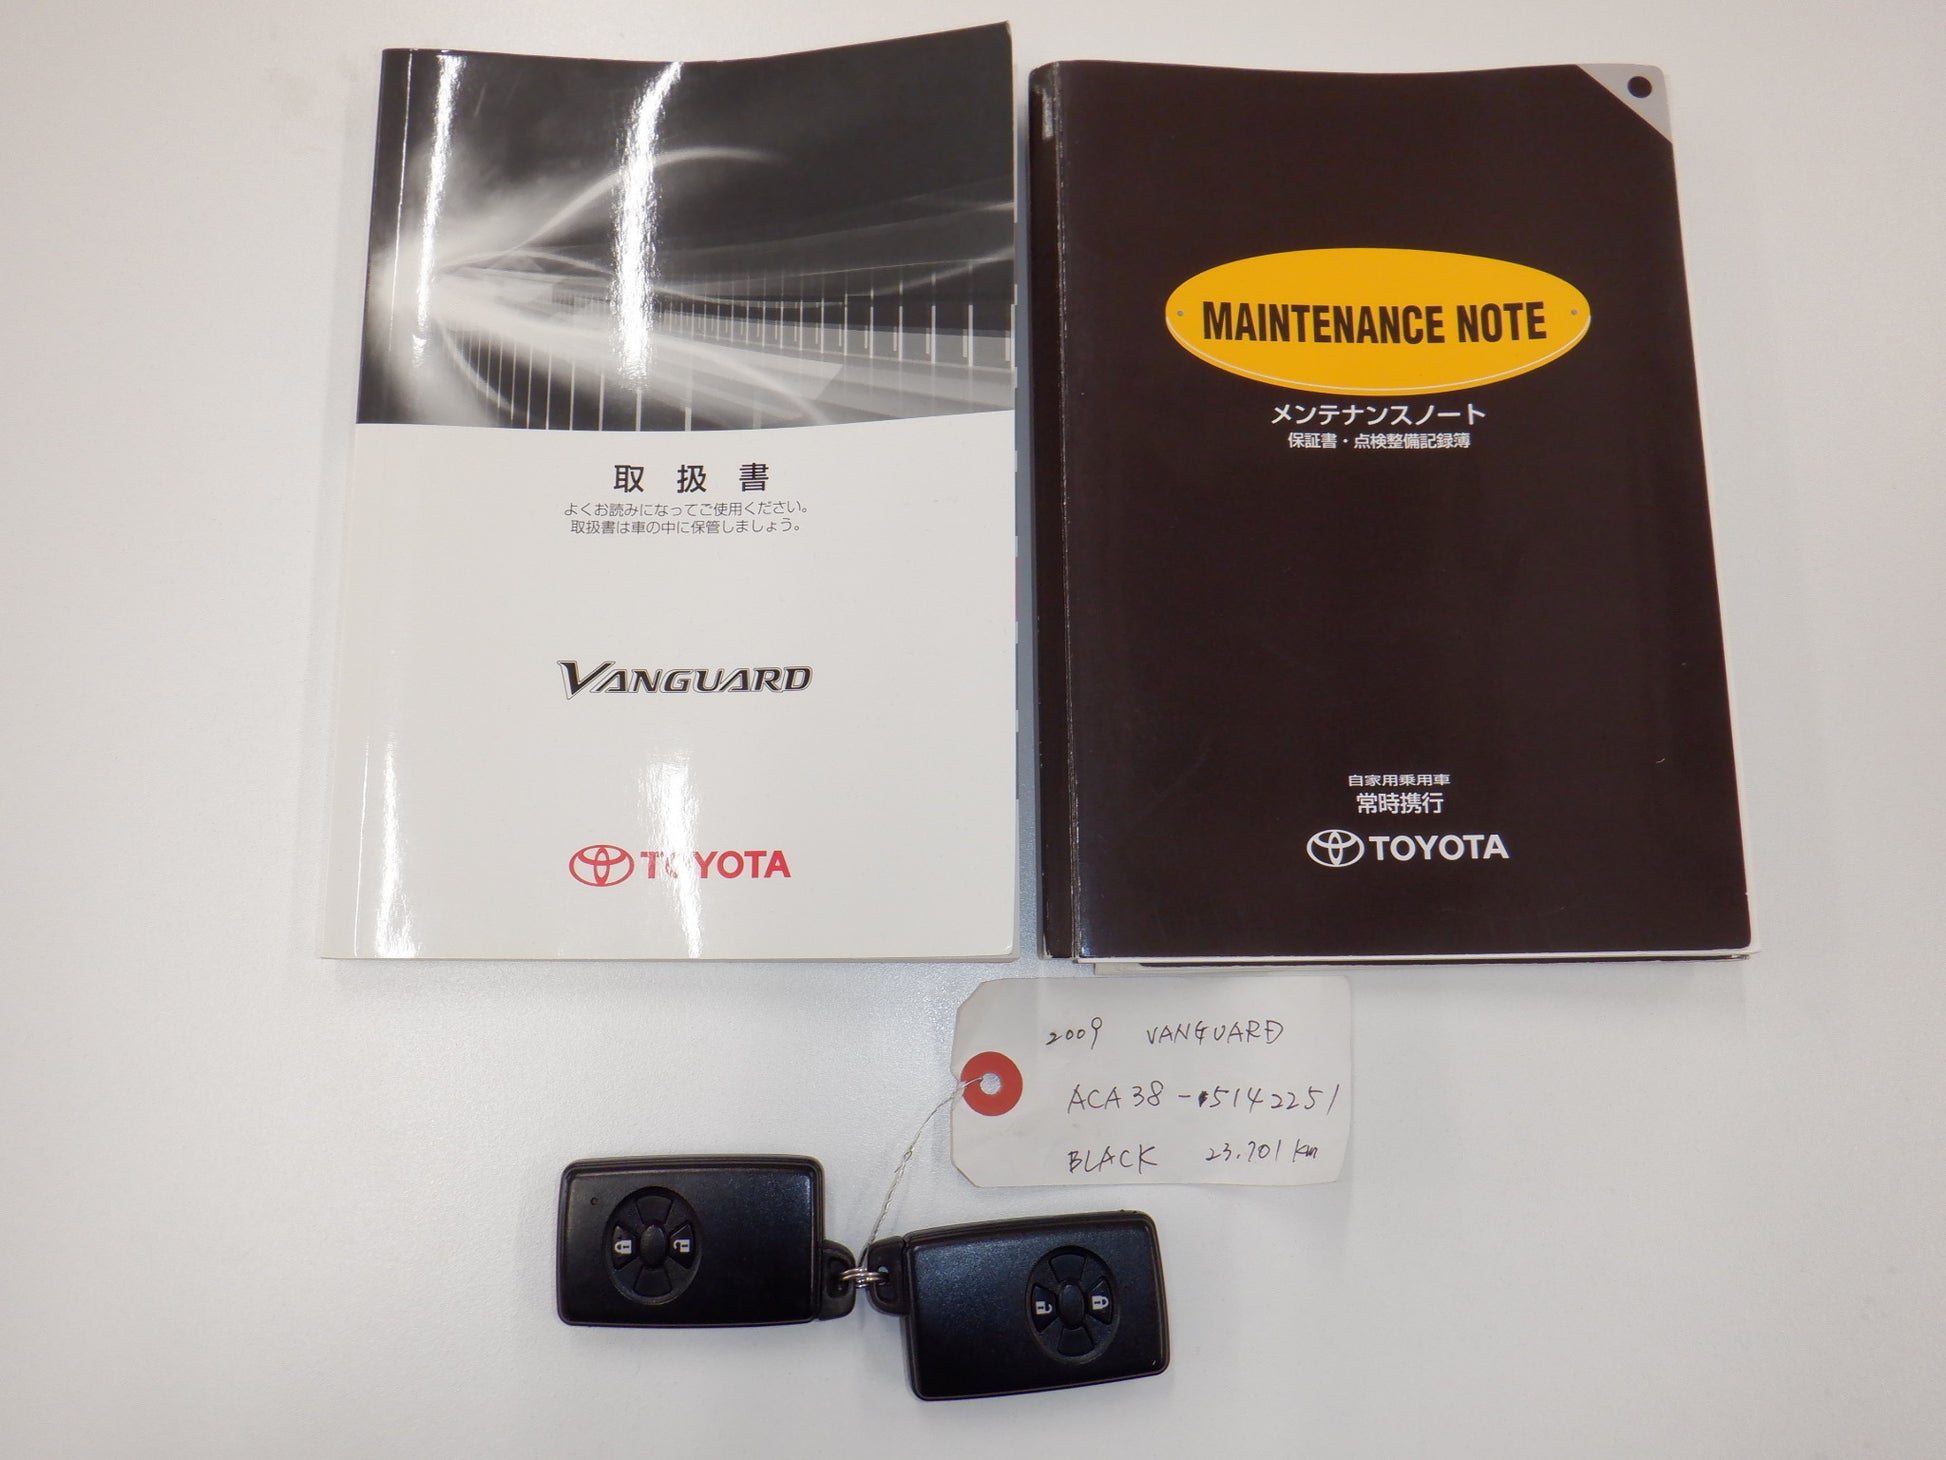 取扱書
よくお読みになってご使用ください。
取扱書は車の中に保管しましょう。
VANGUARD
TOYOTA
MAINTENANCE NOTE
メンテナンスノート
保証書・点検整備記録簿
自家用乗用車
常時携行
TOYOTA
2009 VANGUARD
ACA38-5142251
BLACK 23.701km